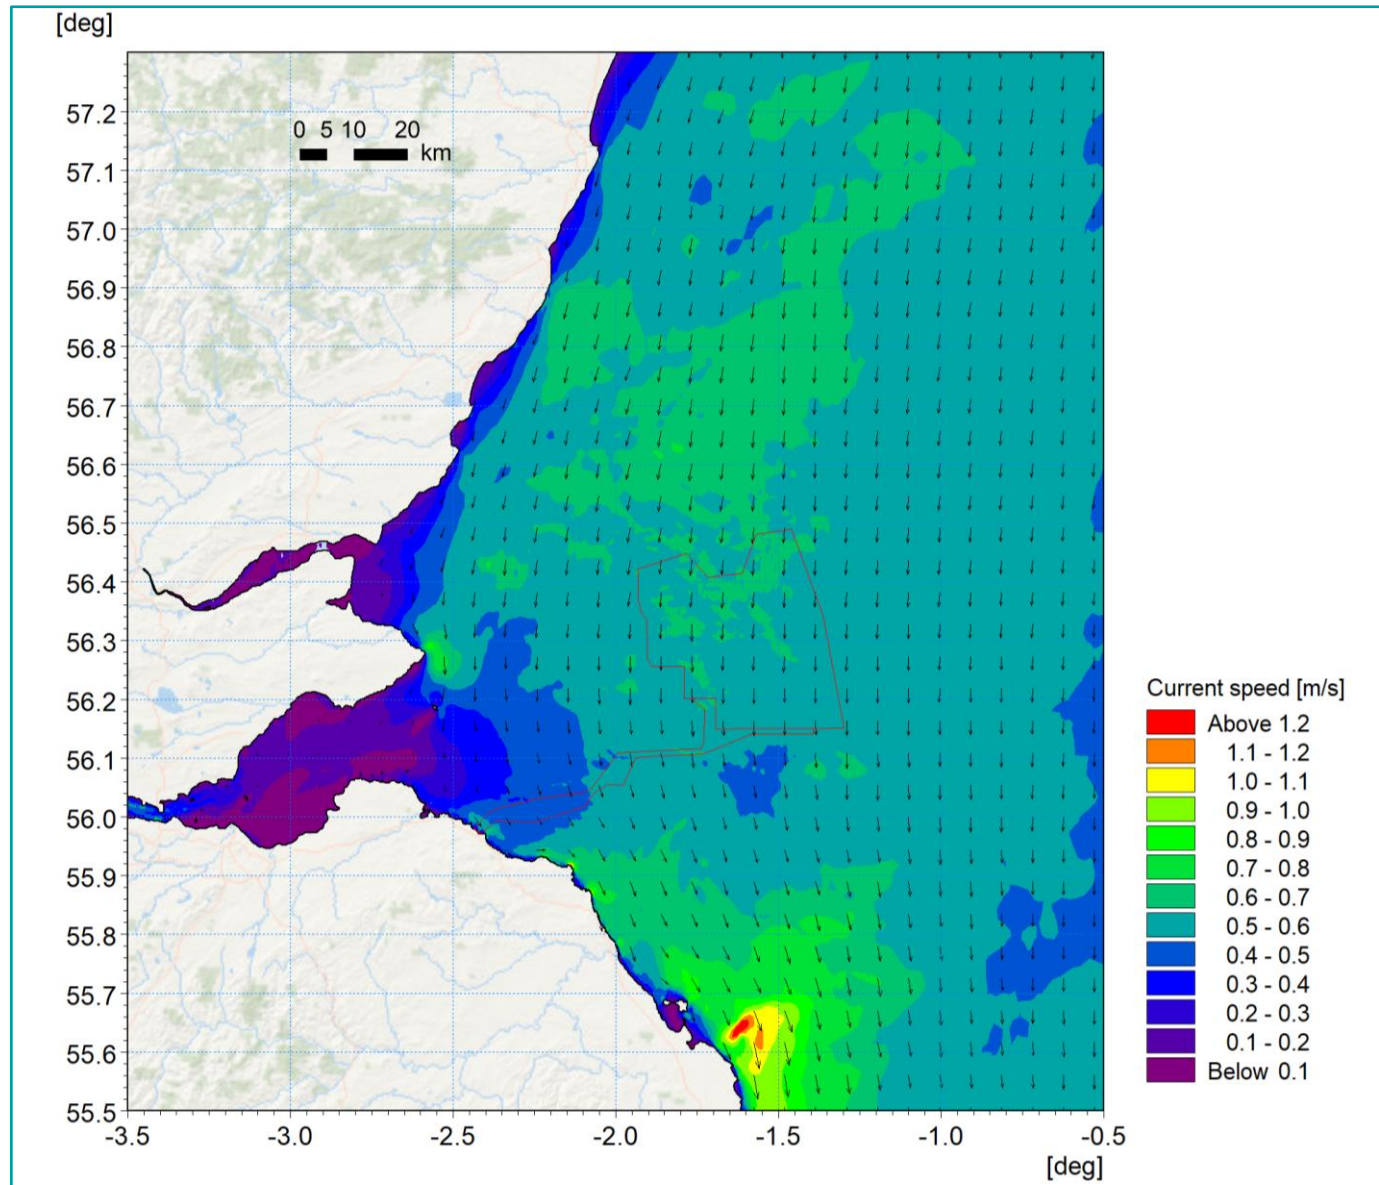 [deg]
57.2
57.1
57.0
56.9
56.8
56.7
56.6
56.5
56.4
56.3
56.2
56.1
56.0
55.9
55.8
55.7
55.6
55.5
0 5 10 20
km
-3.5 -3.0 -2.5 -2.0 -1.5 -1.0 -0.5
[deg]
Current speed [m/s]
Above 1.2
1.1 - 1.2
1.0 - 1.1
0.9 - 1.0
0.8 - 0.9
0.7 - 0.8
0.6 - 0.7
0.5 - 0.6
0.4 - 0.5
0.3 - 0.4
0.2 - 0.3
0.1 - 0.2
Below 0.1